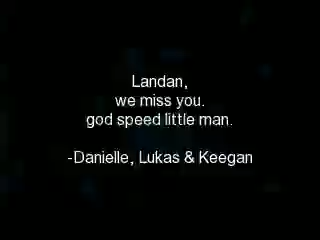 Landan,
we miss you.
god speed little man.
-Danielle, Lukas & Keegan